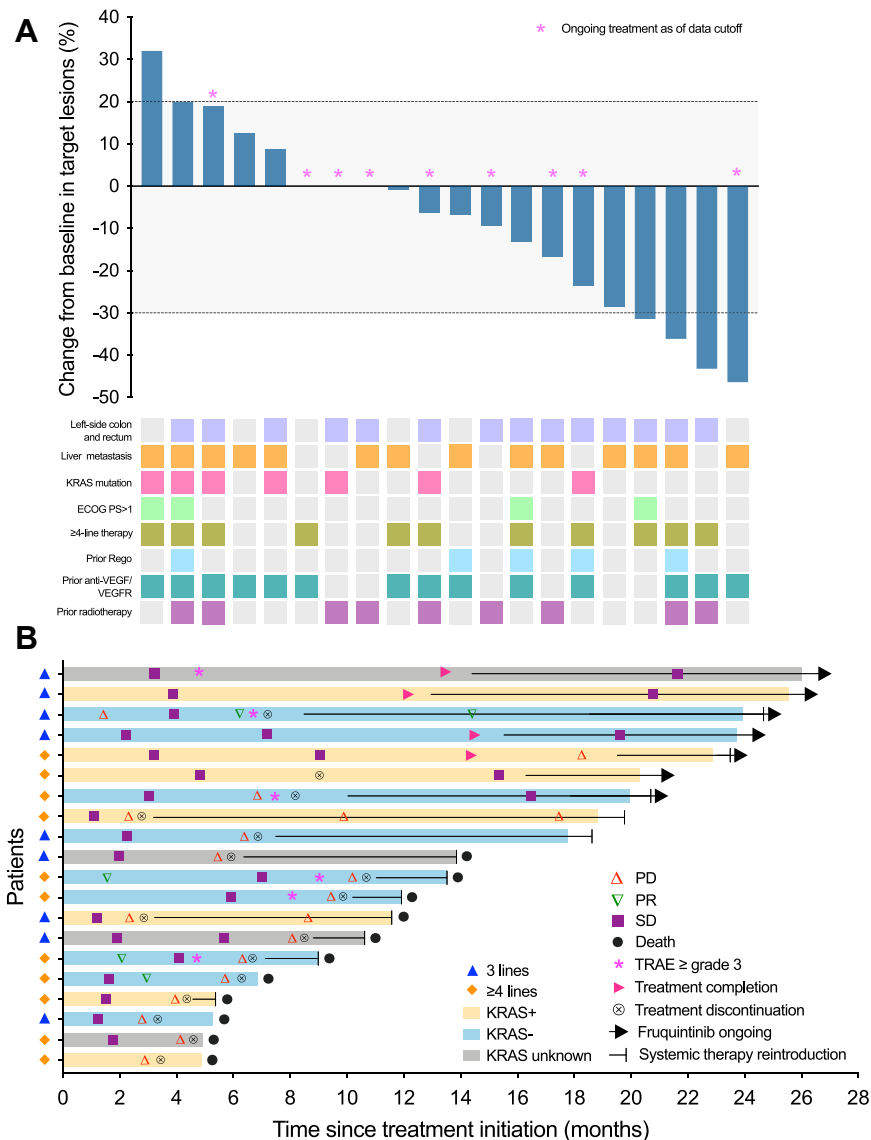 A
Change from baseline in target lesions (%)
40
30
20
10
0
-10
-20
-30
-40
-50
* Ongoing treatment as of data cutoff
*
* * * * * * * *
Left-side colon
and rectum
Liver metastasis
KRAS mutation
ECOG PS>1
≥4-line therapy
Prior Rego
Prior anti-VEGF/
VEGFR
Prior radiotherapy
B
Patients
3 lines
≥4 lines
KRAS+
KRAS-
KRAS unknown
PD
PR
SD
Death
* TRAE ≥ grade 3
Treatment completion
Treatment discontinuation
Fruquintinib ongoing
Systemic therapy reintroduction
0 2 4 6 8 10 12 14 16 18 20 22 24 26 28
Time since treatment initiation (months)